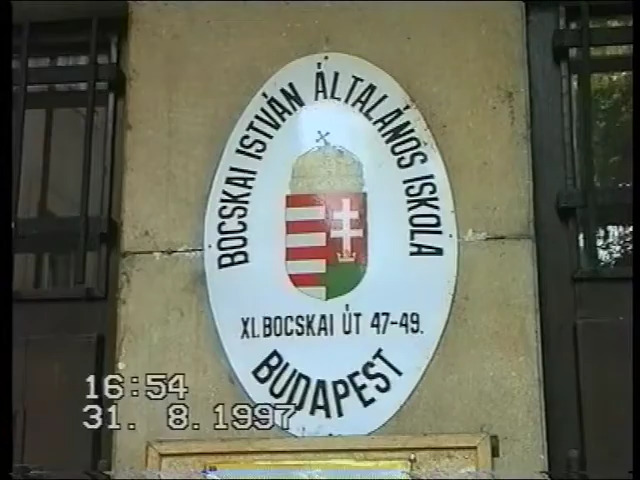 BOCSKAI ISTVÁN ÁLTALÁNOS ISKOLA
XI. BOCSKAI ÚT 47-49.
BUDAPEST
16:54
31. 8.1997